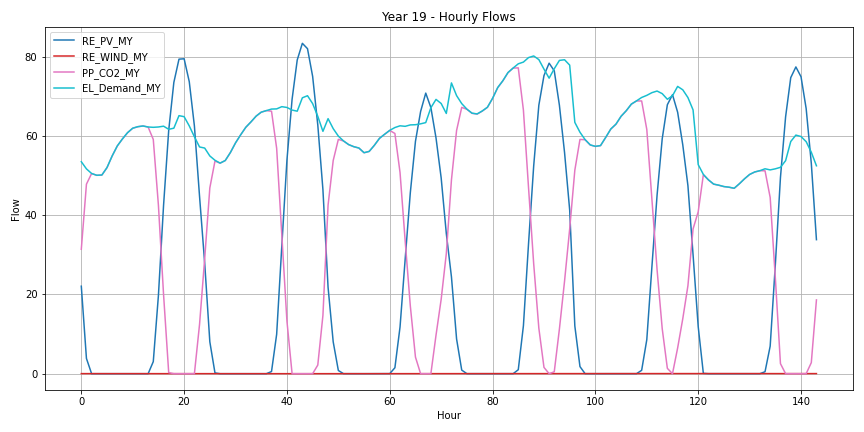 Year 19 - Hourly Flows
RE_PV_MY
RE_WIND_MY
PP_CO2_MY
EL_Demand_MY
80
60
40
20
0
Flow
0 20 40 60 80 100 120 140
Hour